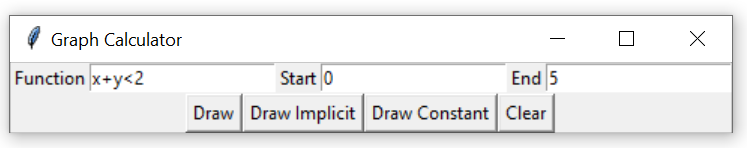 Graph Calculator
Function x+y<2 Start 0 End 5
Draw Draw Implicit Draw Constant Clear